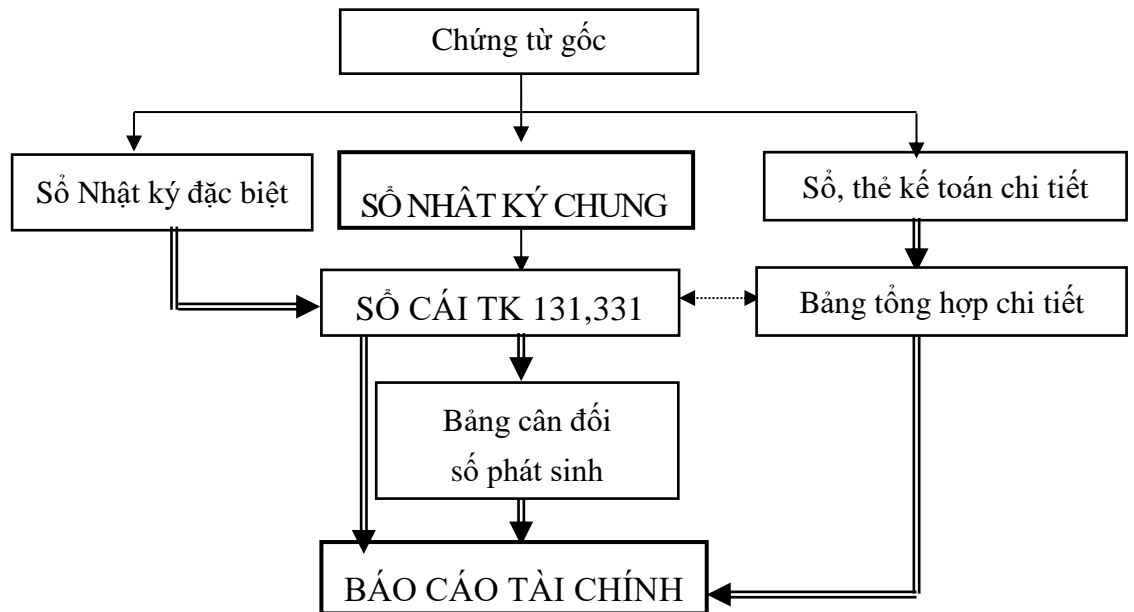 Chứng từ gốc
Sổ Nhật ký đặc biệt
SỔ NHÂT KÝ CHUNG
Sổ, thẻ kế toán chi tiết
SỔ CÁI TK 131,331
Bảng tổng hợp chi tiết
Bảng cân đối
số phát sinh
BÁO CÁO TÀI CHÍNH